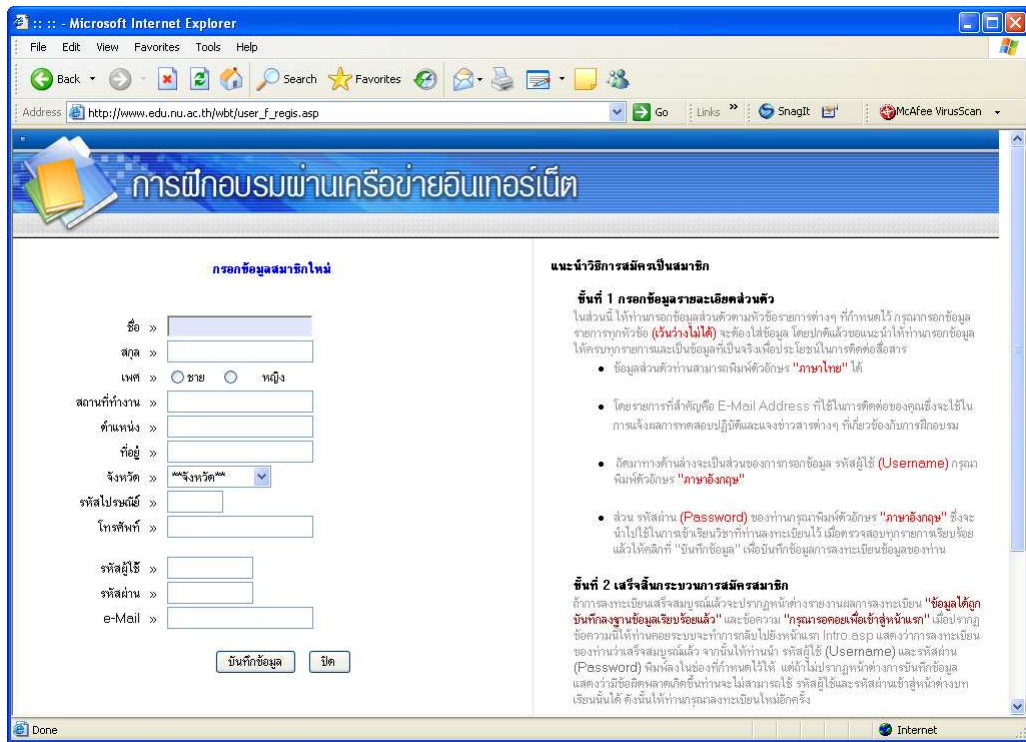 :: :: - Microsoft Internet Explorer
File Edit View Favorites Tools Help
Back Search Favorites
Address http://www.edu.nu.ac.th/wbt/user_f_regis.asp Go Links » SnagIt McAfee VirusScan
การฝึกอบรมผ่านเครือข่ายอินเทอร์เน็ต
กรอกข้อมูลสมาชิกใหม่
ชื่อ »
สกุล »
เพศ » ชาย หญิง
สถานที่ทำงาน »
ตำแหน่ง »
ที่อยู่ »
จังหวัด » **จังหวัด**
รหัสไปรษณีย์ »
โทรศัพท์ »
รหัสผู้ใช้ »
รหัสผ่าน »
e-Mail »
บันทึกข้อมูล ปิด
แนะนำวิธีการสมัครเป็นสมาชิก
ขั้นที่ 1 กรอกข้อมูลรายละเอียดส่วนตัว
ในส่วนนี้ ให้ท่านกรอกข้อมูลส่วนตัวตามหัวข้อรายการต่างๆ ที่กำหนดไว้ กรุณากรอกข้อมูล
รายการทุกหัวข้อ (เว้นว่างไม่ได้) จะต้องใส่ข้อมูล โดยปกติแล้วขอแนะนำให้ท่านกรอกข้อมูล
ให้ครบทุกรายการและเป็นข้อมูลที่เป็นจริงเพื่อประโยชน์ในการติดต่อสื่อสาร
• ข้อมูลส่วนตัวท่านสามารถพิมพ์ตัวอักษร "ภาษาไทย" ได้
• โดยรายการที่สำคัญคือ E-Mail Address ที่ใช้ในการติดต่อของคุณซึ่งจะใช้ใน
การแจ้งผลการทดสอบปฏิบัติและแจงข่าวสารต่างๆ ที่เกี่ยวข้องกับการฝึกอบรม
• ถัดมาทางด้านล่างจะเป็นส่วนของการกรอกข้อมูล รหัสผู้ใช้ (Username) กรุณา
พิมพ์ตัวอักษร "ภาษาอังกฤษ"
• ส่วน รหัสผ่าน (Password) ของท่านกรุณาพิมพ์ตัวอักษร "ภาษาอังกฤษ" ซึ่งจะ
นำไปใช้ในการเข้าเรียนวิชาที่ท่านลงทะเบียนไว้ เมื่อตรวจสอบทุกรายการเรียบร้อย
แล้วให้คลิกที่ "บันทึกข้อมูล" เพื่อบันทึกข้อมูลการลงทะเบียนข้อมูลของท่าน
ขั้นที่ 2 เสร็จสิ้นกระบวนการสมัครสมาชิก
ถ้าการลงทะเบียนเสร็จสมบูรณ์แล้วจะปรากฏหน้าต่างรายงานผลการลงทะเบียน "ข้อมูลได้ถูก
บันทึกลงฐานข้อมูลเรียบร้อยแล้ว" และข้อความ "กรุณารอคอยเพื่อเข้าสู่หน้าแรก" เมื่อปรากฏ
ข้อความนี้ให้ท่านคอยระบบจะทำการกลับไปยังหน้าแรก Intro.asp แสดงว่าการลงทะเบียน
ของท่านว่าเสร็จสมบูรณ์แล้ว จากนั้นให้ท่านนำ รหัสผู้ใช้ (Username) และรหัสผ่าน
(Password) พิมพ์ลงในช่องที่กำหนดไว้ให้ แต่ถ้าไม่ปรากฏหน้าต่างการบันทึกข้อมูล
แสดงว่ามีข้อผิดพลาดเกิดขึ้นท่านจะไม่สามารถใช้ รหัสผู้ใช้และรหัสผ่านเข้าสู่หน้าต่างบท
เรียนนั้นได้ ดังนั้นให้ท่านกรุณาลงทะเบียนใหม่อีกครั้ง
Done Internet